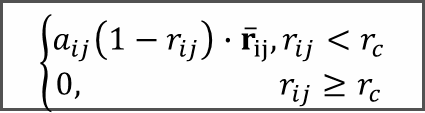 {a_{ij}(1 − r_{ij}) · r̄_{ij}, r_{ij} < r_c
0, r_{ij} ≥ r_c